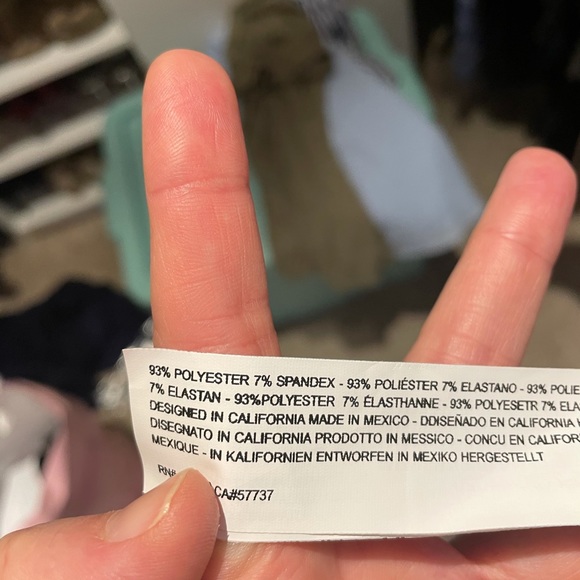 93% POLYESTER 7% SPANDEX - 93% POLIÉSTER 7% ELASTANO - 93% POLIE
7% ELASTAN - 93%POLYESTER 7% ÉLASTHANNE - 93% POLYESETR 7% ELA
DESIGNED IN CALIFORNIA MADE IN MEXICO - DDISEÑADO EN CALIFORNIA
DISEGNATO IN CALIFORNIA PRODOTTO IN MESSICO - CONCU EN CALIFOR
MEXIQUE - IN KALIFORNIEN ENTWORFEN IN MEXIKO HERGESTELLT
RN# CA#57737